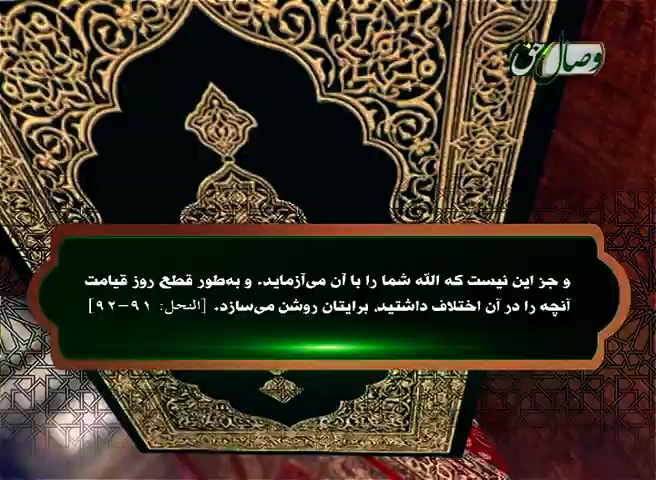 وصال حق
و جز این نیست که الله شما را با آن می‌آزماید. و به‌طور قطع روز قیامت
آنچه را در آن اختلاف داشتید، برایتان روشن می‌سازد. [النحل: ۹۱-۹۲]